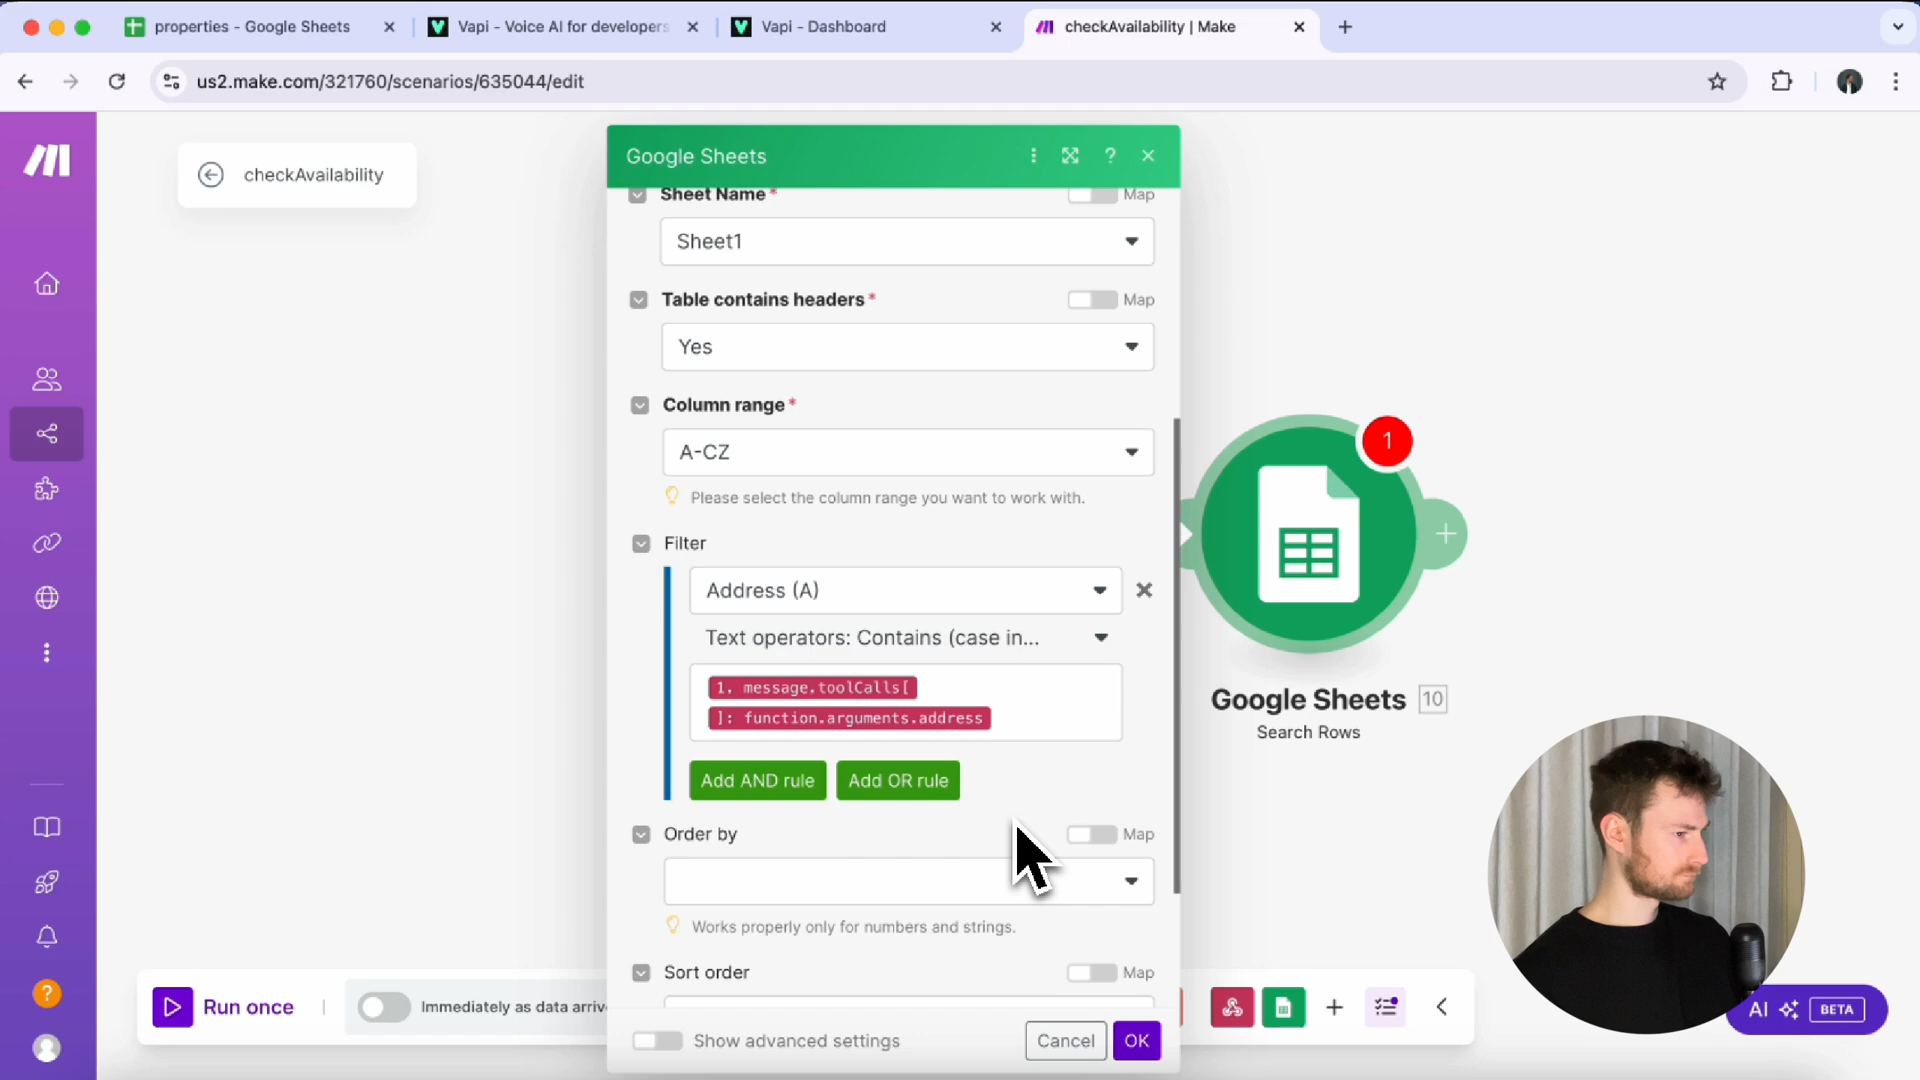 properties - Google Sheets
Vapi - Voice AI for developers
Vapi - Dashboard
checkAvailability | Make
us2.make.com/321760/scenarios/635044/edit
checkAvailability
Google Sheets
?
Sheet Name*
Map
Sheet1
Table contains headers*
Map
Yes
Column range*
A-CZ
Please select the column range you want to work with.
Filter
Address (A)
Text operators: Contains (case in...
1. message.toolCalls[
]: function.arguments.address
Add AND rule
Add OR rule
Order by
Map
Works properly only for numbers and strings.
Sort order
Map
Show advanced settings
Cancel
OK
1
Google Sheets 10
Search Rows
Run once
Immediately as data arrive
AI
BETA
?